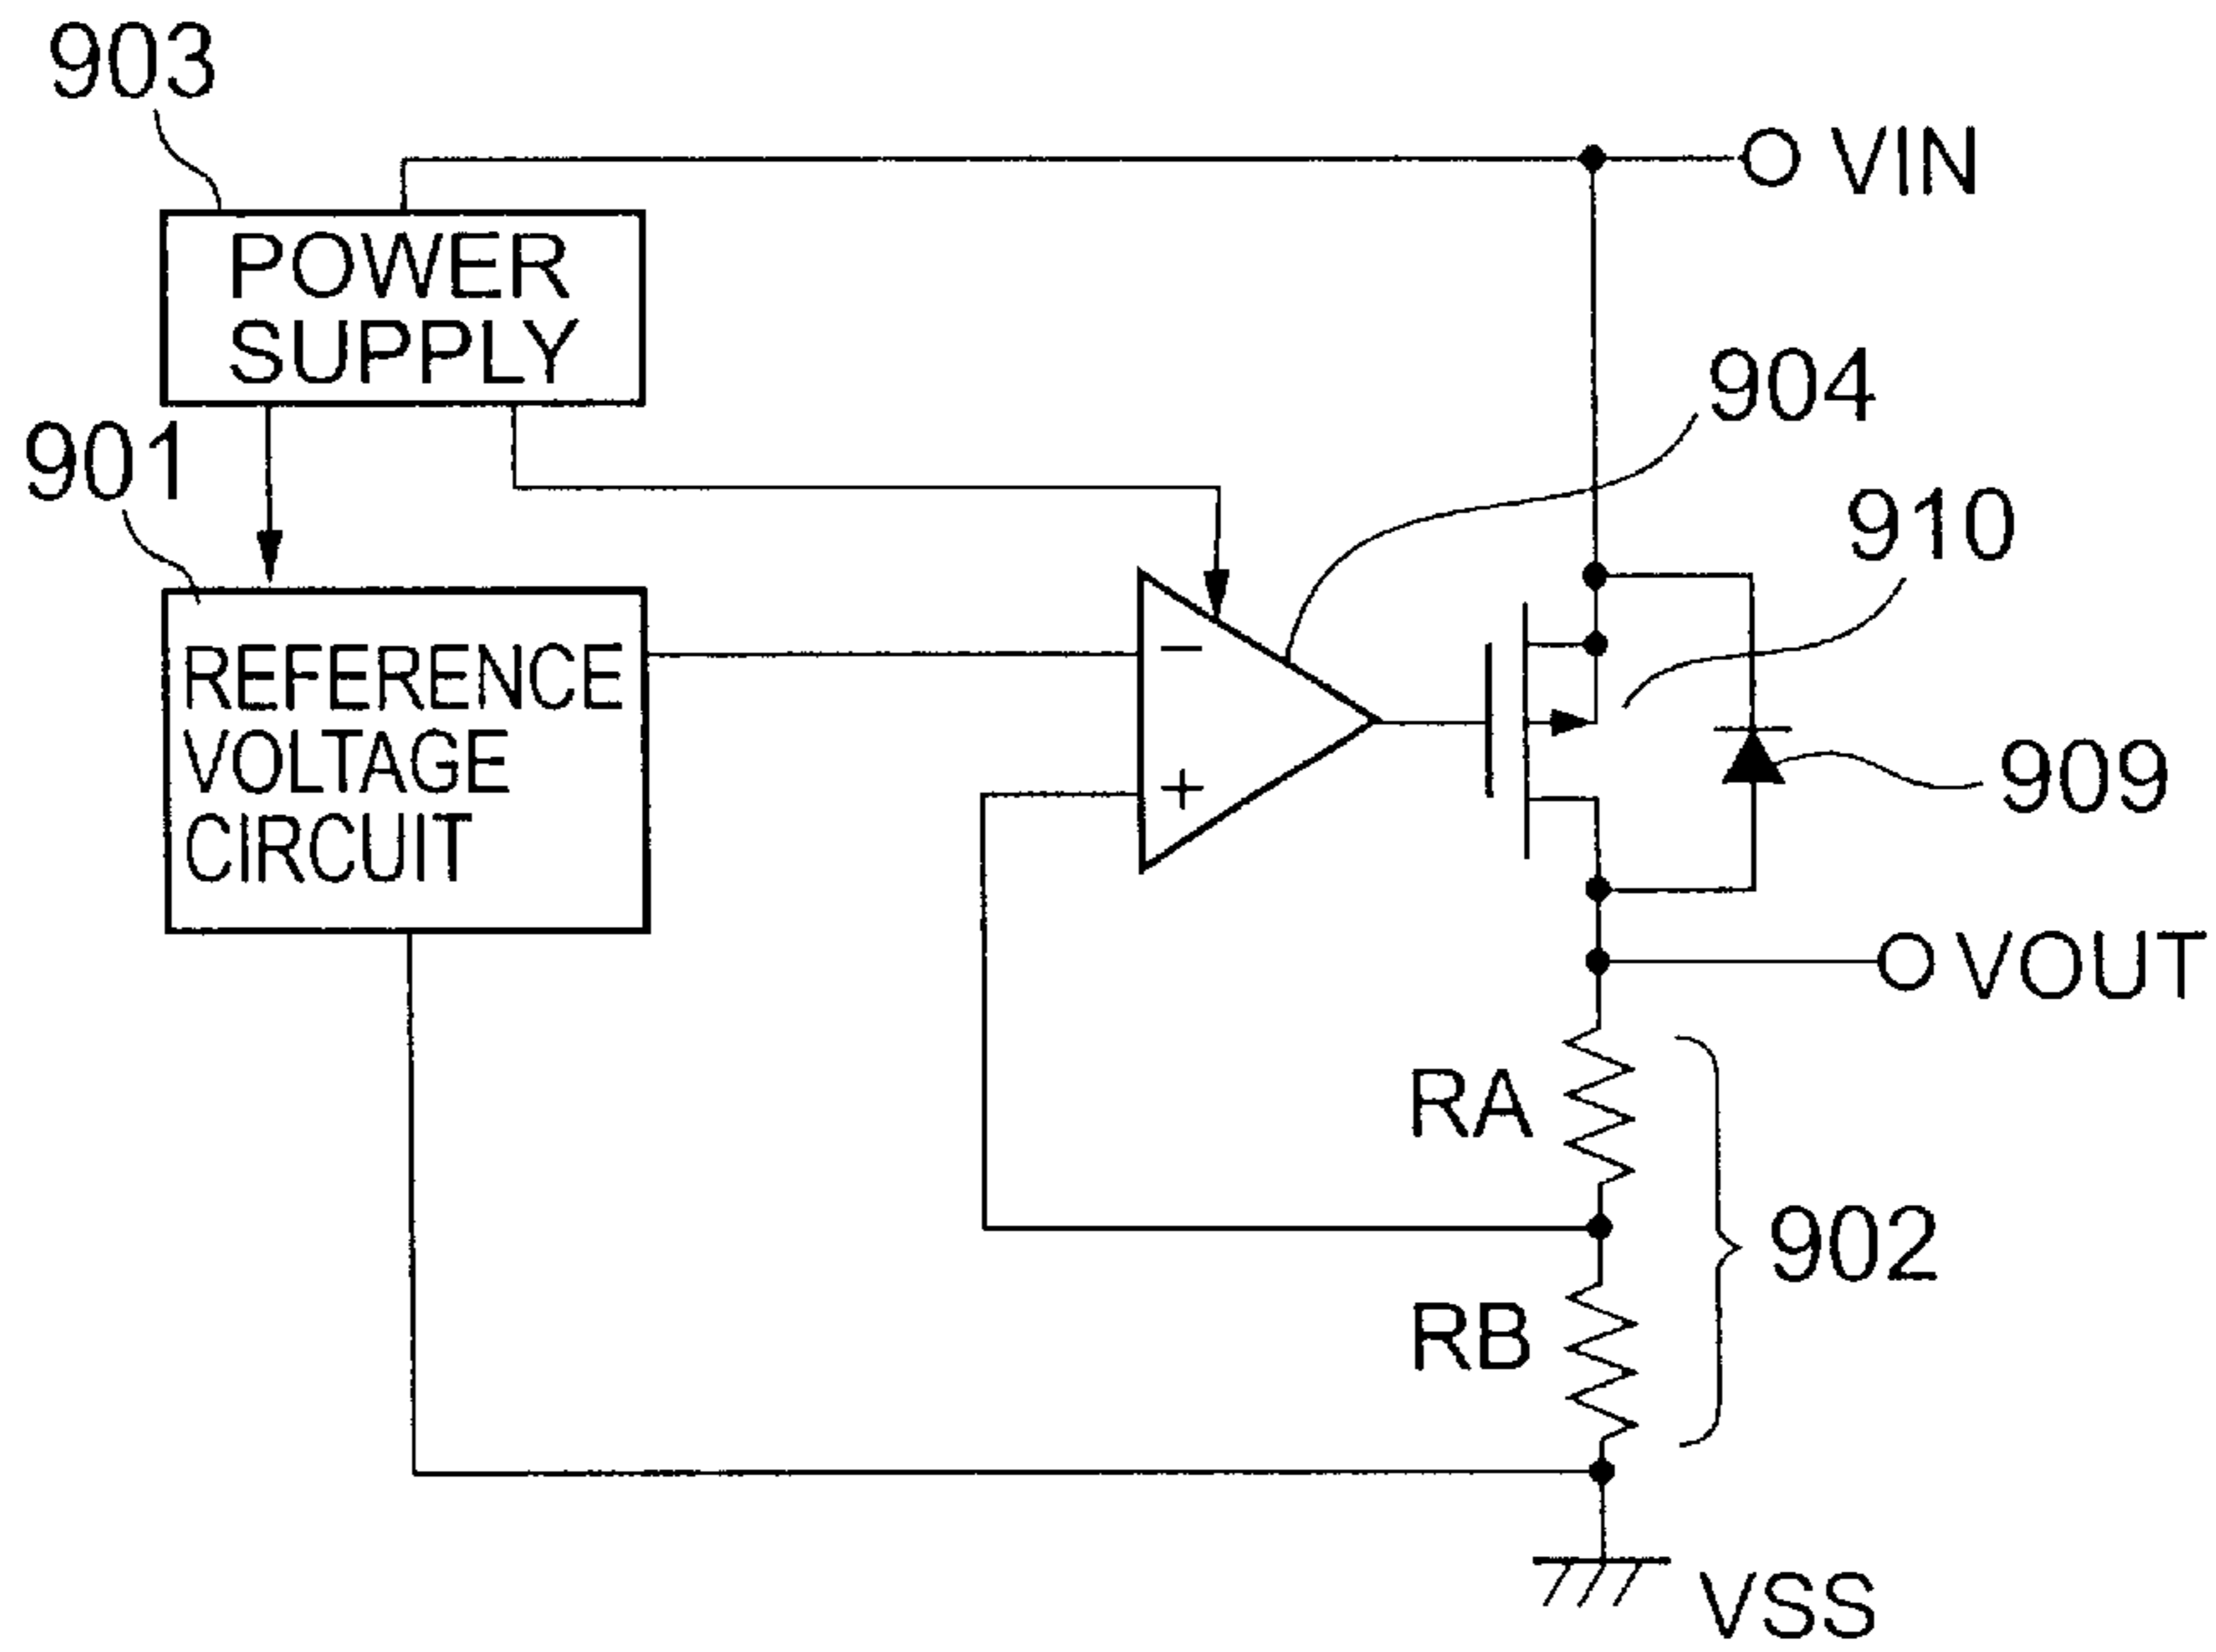 903
VIN
POWER
SUPPLY
904
901
910
REFERENCE
VOLTAGE
CIRCUIT
−
+
909
VOUT
RA
902
RB
VSS